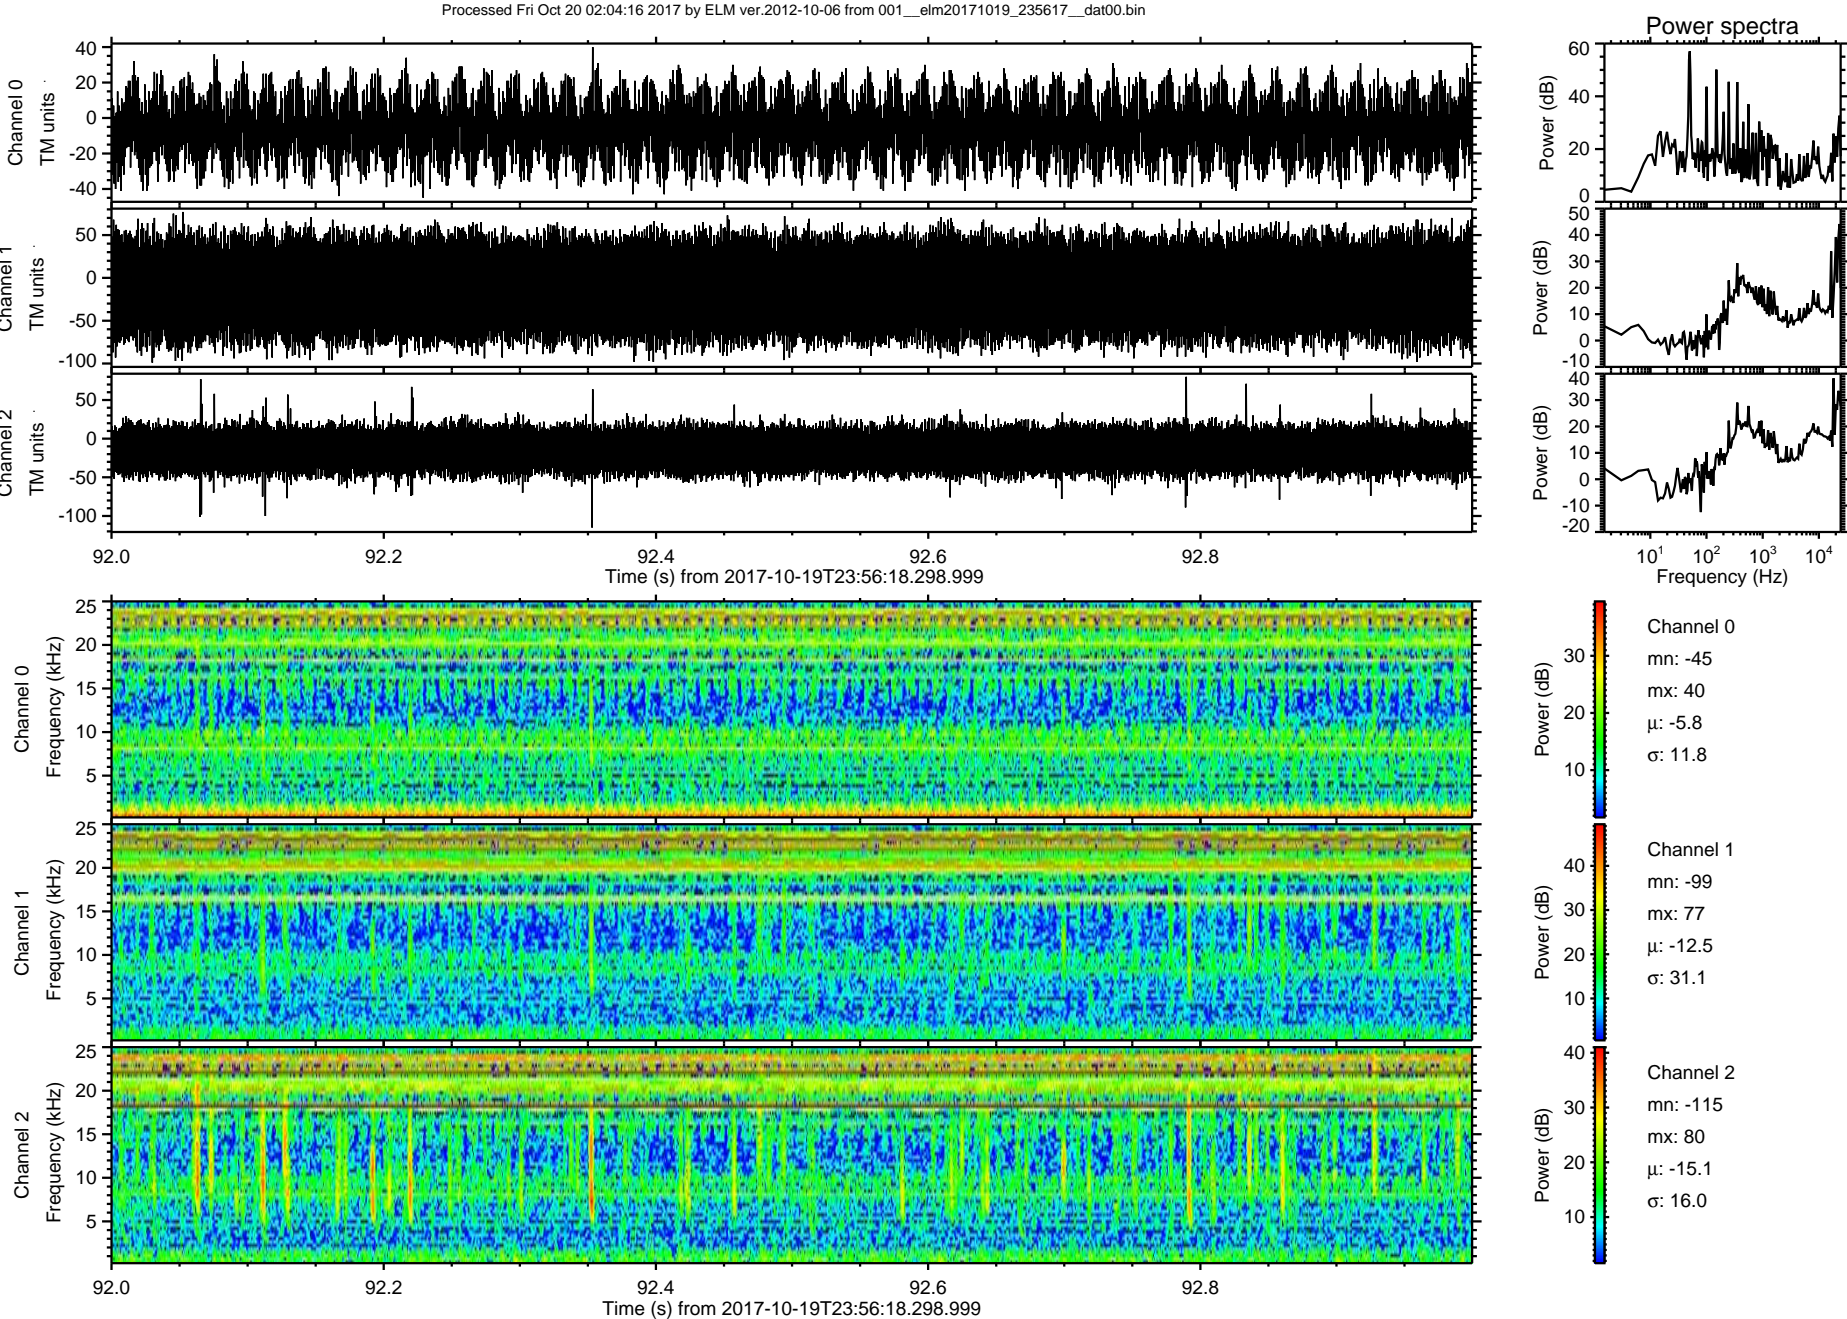 Processed Fri Oct 20 02:04:16 2017 by ELM ver.2012-10-06 from 001__elm20171019_235617__dat00.bin
Power spectra
Channel 0
TM units
40
20
0
-20
-40
Power (dB)
60
40
20
0
Channel 1
TM units
50
0
-50
-100
Power (dB)
50
40
30
20
10
0
-10
Channel 2
TM units
50
0
-50
-100
Power (dB)
40
30
20
10
0
-10
-20
92.0 92.2 92.4 92.6 92.8
Time (s) from 2017-10-19T23:56:18.298.999
10¹ 10² 10³ 10⁴
Frequency (Hz)
Channel 0
Frequency (kHz)
25
20
15
10
5
Power (dB)
30
20
10
Channel 0
mn: -45
mx: 40
μ: -5.8
σ: 11.8
Channel 1
Frequency (kHz)
25
20
15
10
5
Power (dB)
40
30
20
10
Channel 1
mn: -99
mx: 77
μ: -12.5
σ: 31.1
Channel 2
Frequency (kHz)
25
20
15
10
5
Power (dB)
40
30
20
10
Channel 2
mn: -115
mx: 80
μ: -15.1
σ: 16.0
92.0 92.2 92.4 92.6 92.8
Time (s) from 2017-10-19T23:56:18.298.999